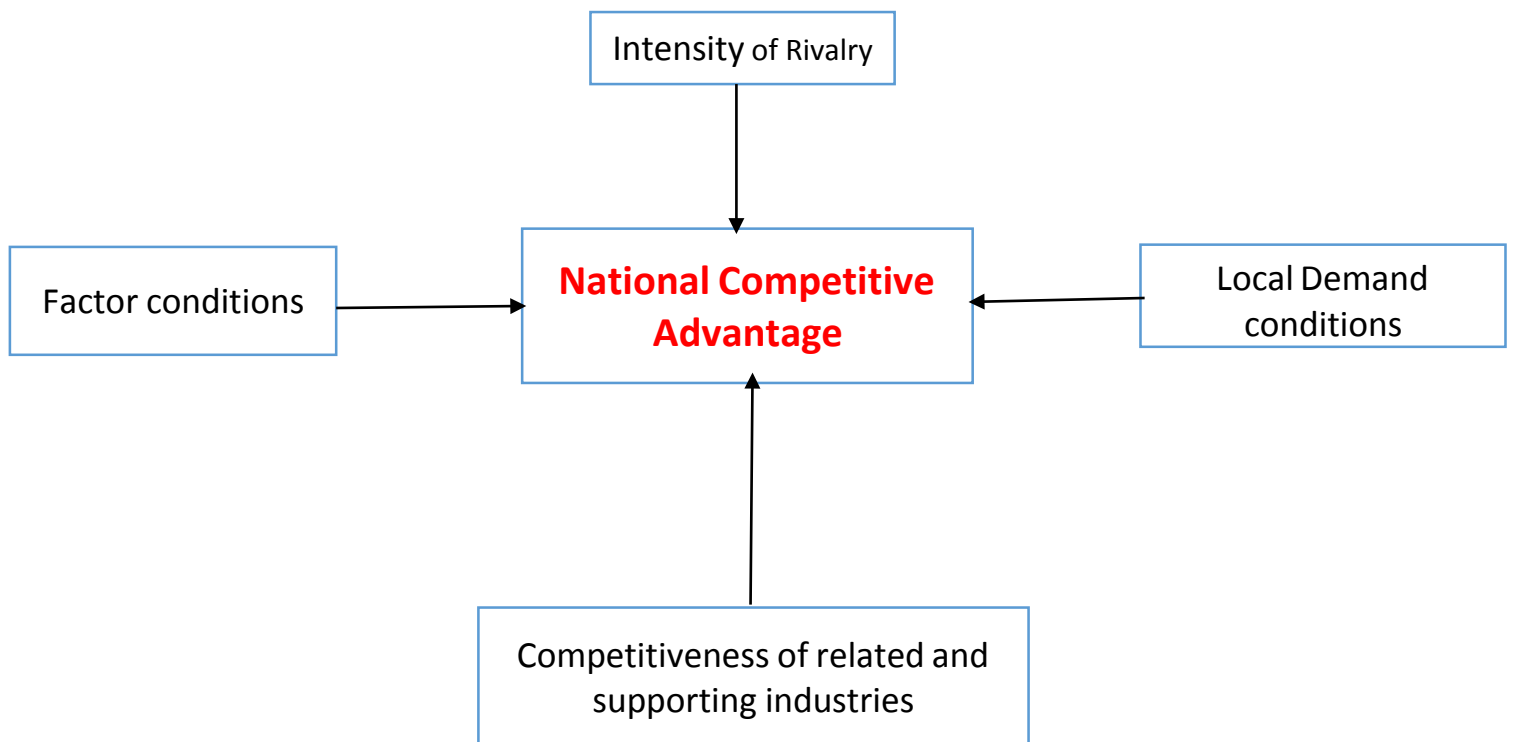 Intensity of Rivalry
Factor conditions
National Competitive
Advantage
Local Demand
conditions
Competitiveness of related and
supporting industries